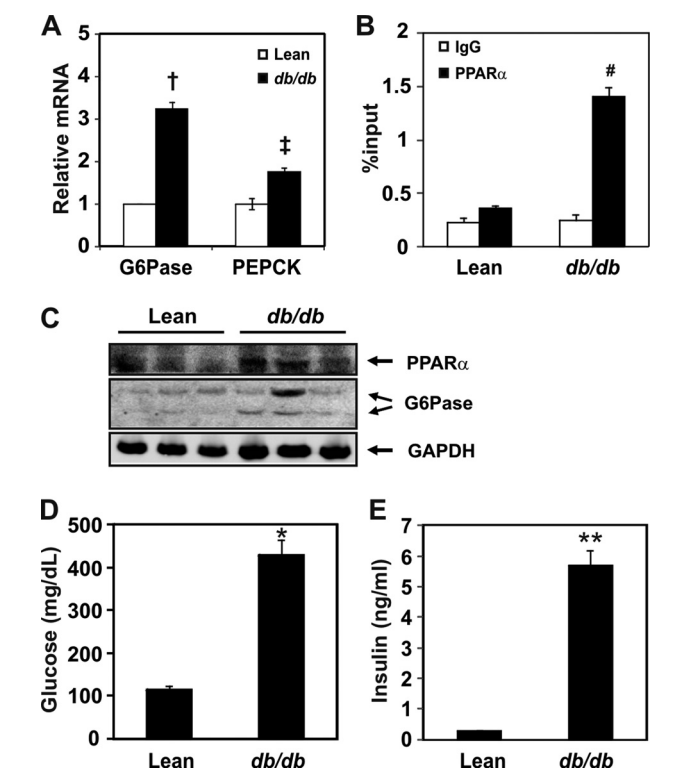 A
Relative mRNA
5
4
3
2
1
0
Lean
db/db
†
‡
G6Pase PEPCK
B
%input
2
1.5
1
0.5
0
IgG
PPARα
#
Lean db/db
C
Lean db/db
PPARα
G6Pase
GAPDH
D
Glucose (mg/dL)
500
400
300
200
100
0
*
Lean db/db
E
Insulin (ng/ml)
7
6
5
4
3
2
1
0
**
Lean db/db